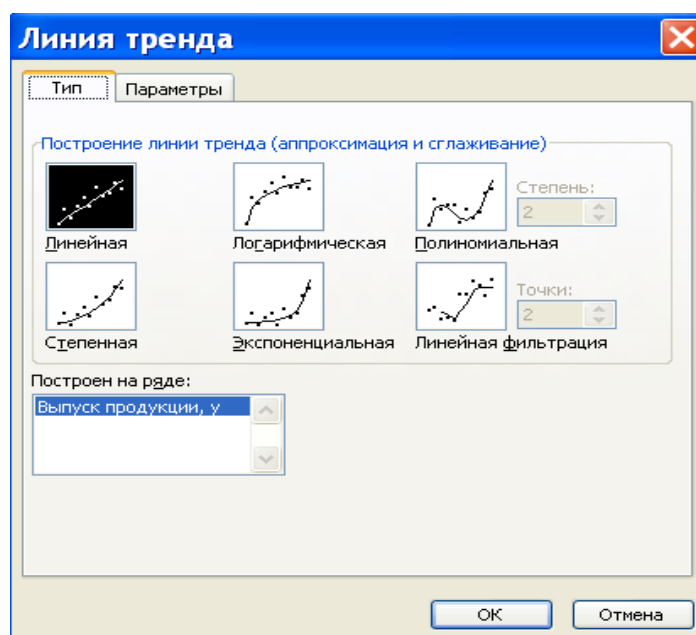 Линия тренда
Тип Параметры
Построение линии тренда (аппроксимация и сглаживание)
Степень:
2
Линейная Логарифмическая Полиномиальная
Точки:
2
Степенная Экспоненциальная Линейная фильтрация
Построен на ряде:
Выпуск продукции, у
ОК Отмена